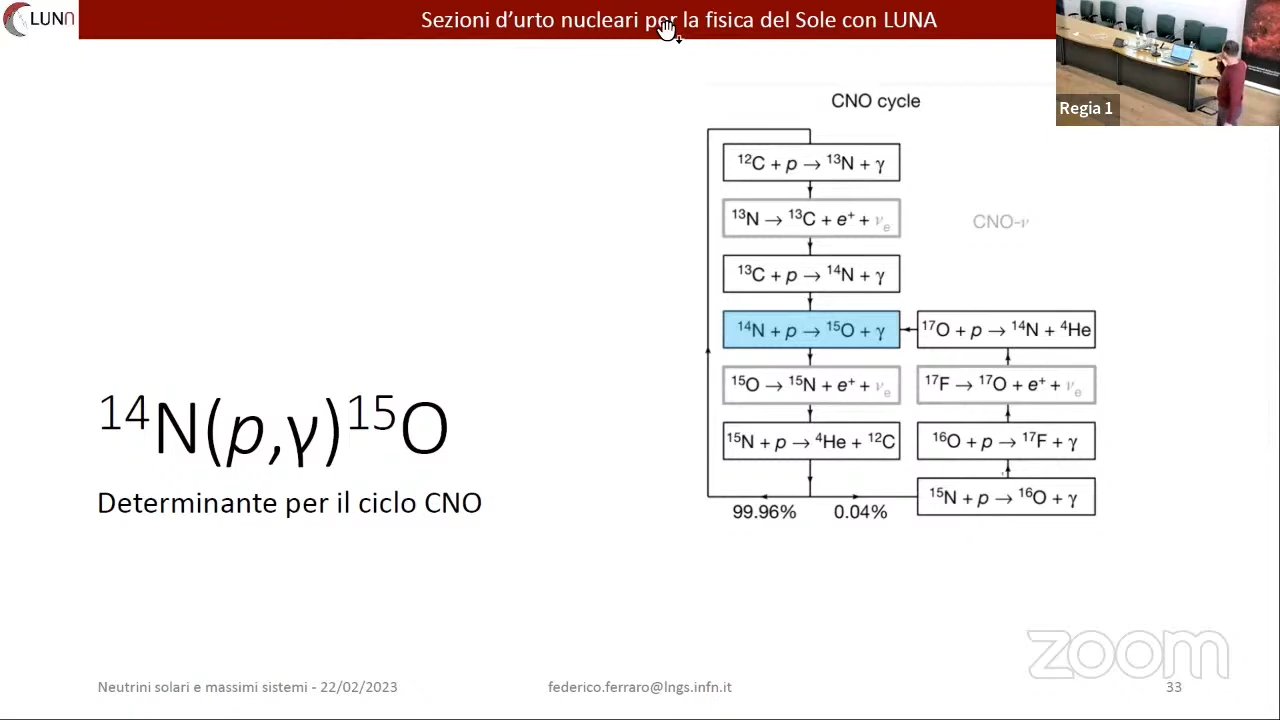 LUNA
Sezioni d'urto nucleari per la fisica del Sole con LUNA
Regia 1
CNO cycle
¹²C + p → ¹³N + γ
¹³N → ¹³C + e⁺ + νₑ
CNO-ν
¹³C + p → ¹⁴N + γ
¹⁴N + p → ¹⁵O + γ
¹⁷O + p → ¹⁴N + ⁴He
¹⁵O → ¹⁵N + e⁺ + νₑ
¹⁷F → ¹⁷O + e⁺ + νₑ
¹⁵N + p → ⁴He + ¹²C
¹⁶O + p → ¹⁷F + γ
¹⁵N + p → ¹⁶O + γ
99.96%
0.04%
¹⁴N(p,γ)¹⁵O
Determinante per il ciclo CNO
zoom
Neutrini solari e massimi sistemi - 22/02/2023
federico.ferraro@lngs.infn.it
33